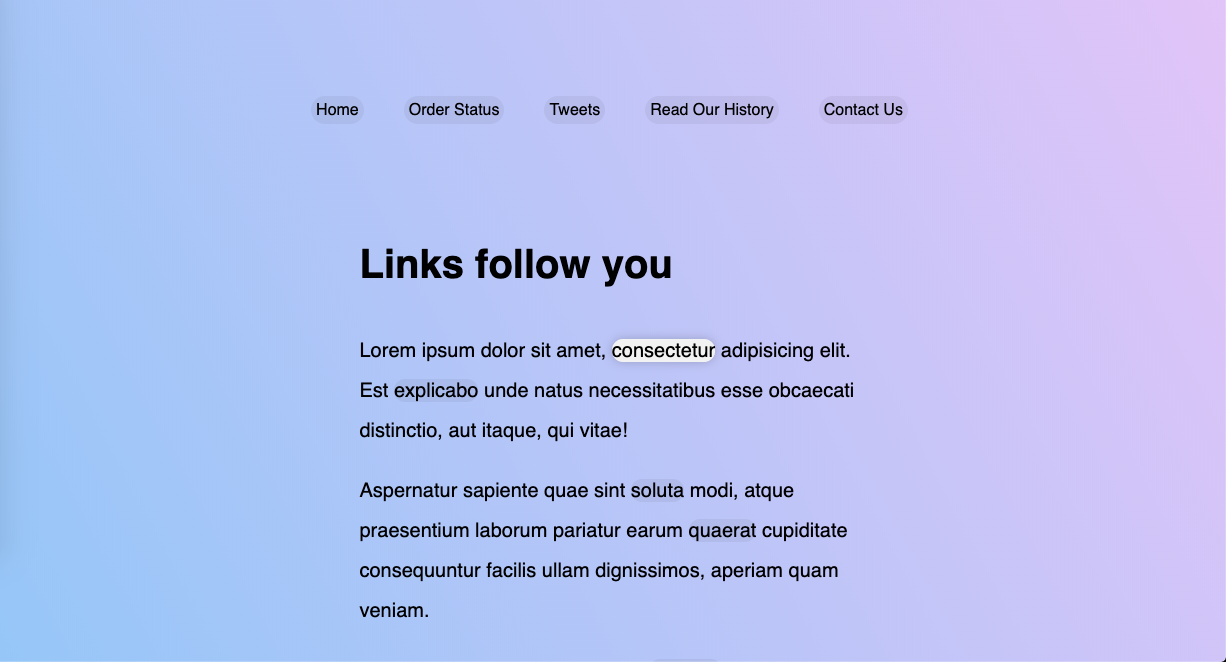 Home Order Status Tweets Read Our History Contact Us
Links follow you
Lorem ipsum dolor sit amet, consectetur adipisicing elit.
Est explicabo unde natus necessitatibus esse obcaecati
distinctio, aut itaque, qui vitae!
Aspernatur sapiente quae sint soluta modi, atque
praesentium laborum pariatur earum quaerat cupiditate
consequuntur facilis ullam dignissimos, aperiam quam
veniam.